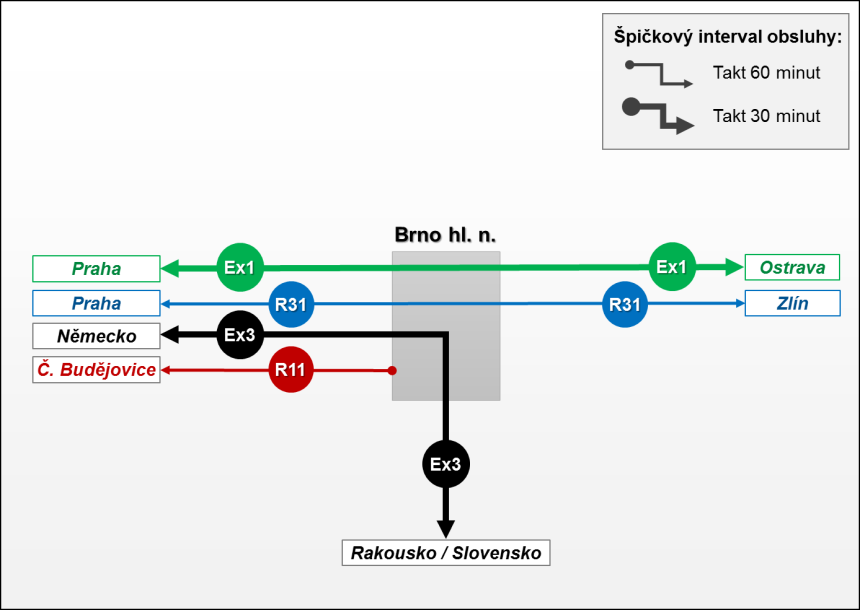 Špičkový interval obsluhy:
Takt 60 minut
Takt 30 minut
Brno hl. n.
Praha
Ex1
Ex1
Ostrava
Praha
R31
R31
Zlín
Německo
Ex3
Č. Budějovice
R11
Ex3
Rakousko / Slovensko